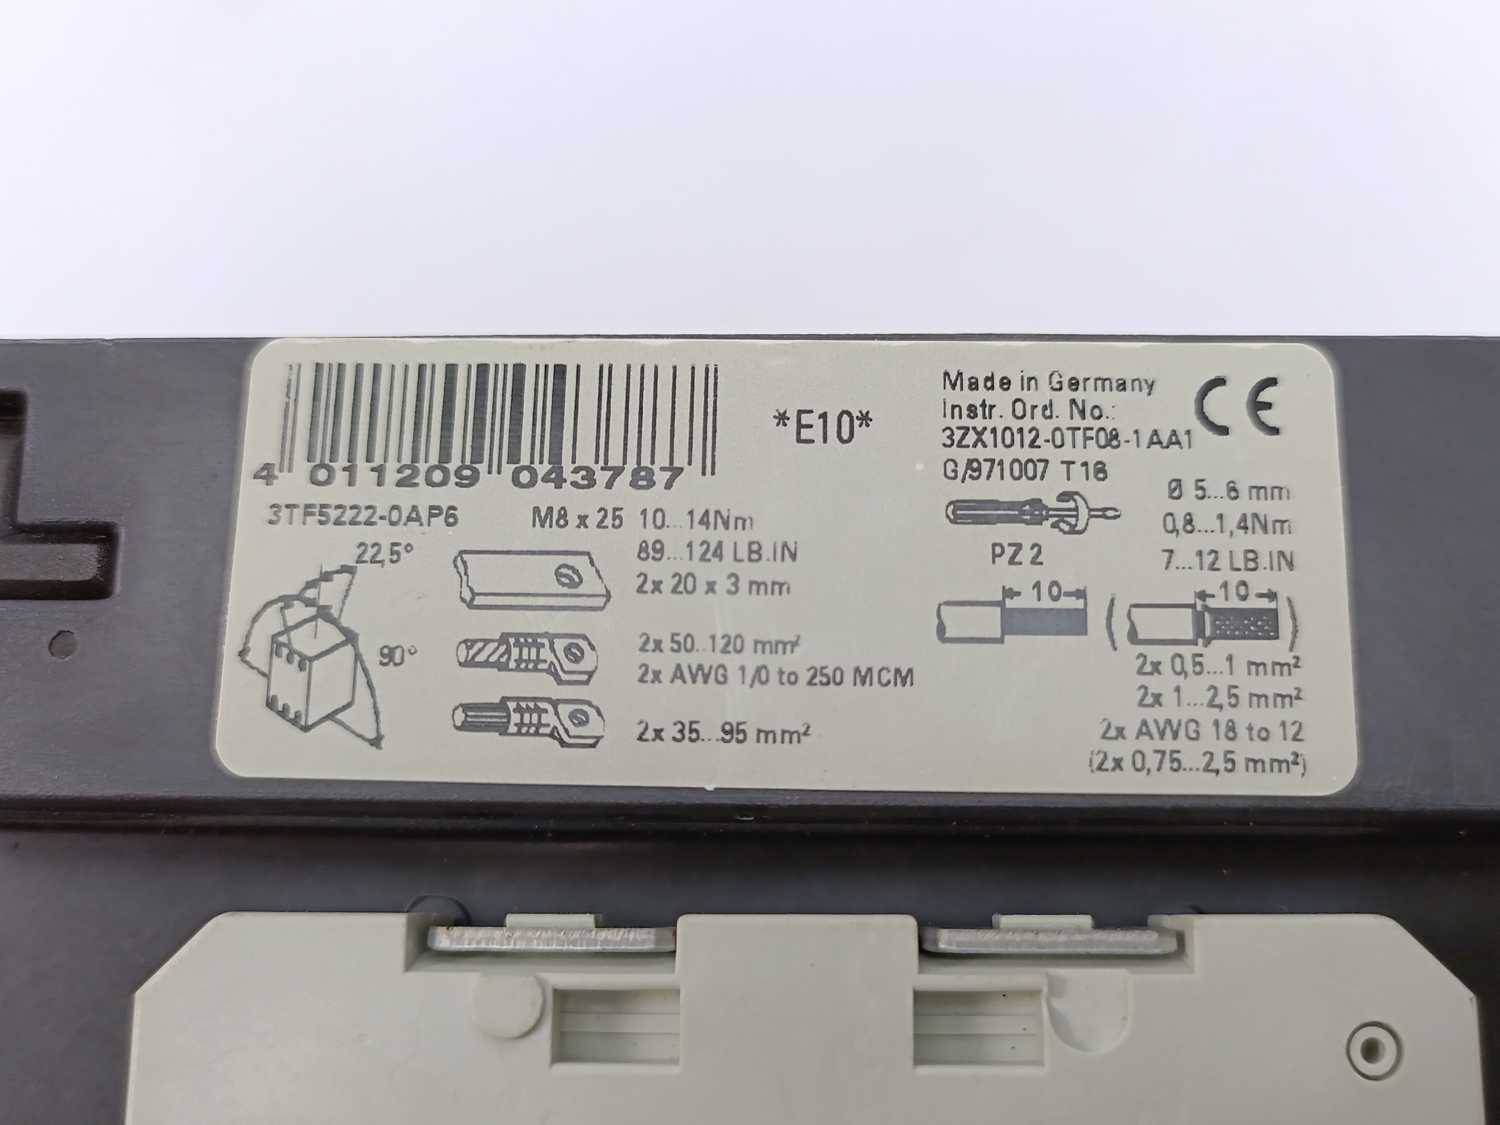 4 011209 043787
*E10*
Made in Germany
Instr. Ord. No.:
3ZX1012-0TF08-1AA1
G/971007 T16
CE
3TF5222-0AP6
22,5°
90°
M8 x 25 10...14Nm
89...124 LB.IN
2x 20 x 3 mm
2x 50..120 mm²
2x AWG 1/0 to 250 MCM
2x 35...95 mm²
Ø 5...6 mm
0,8...1,4Nm
PZ 2
7...12 LB.IN
10
(10)
2x 0,5...1 mm²
2x 1...2,5 mm²
2x AWG 18 to 12
(2x 0,75...2,5 mm²)